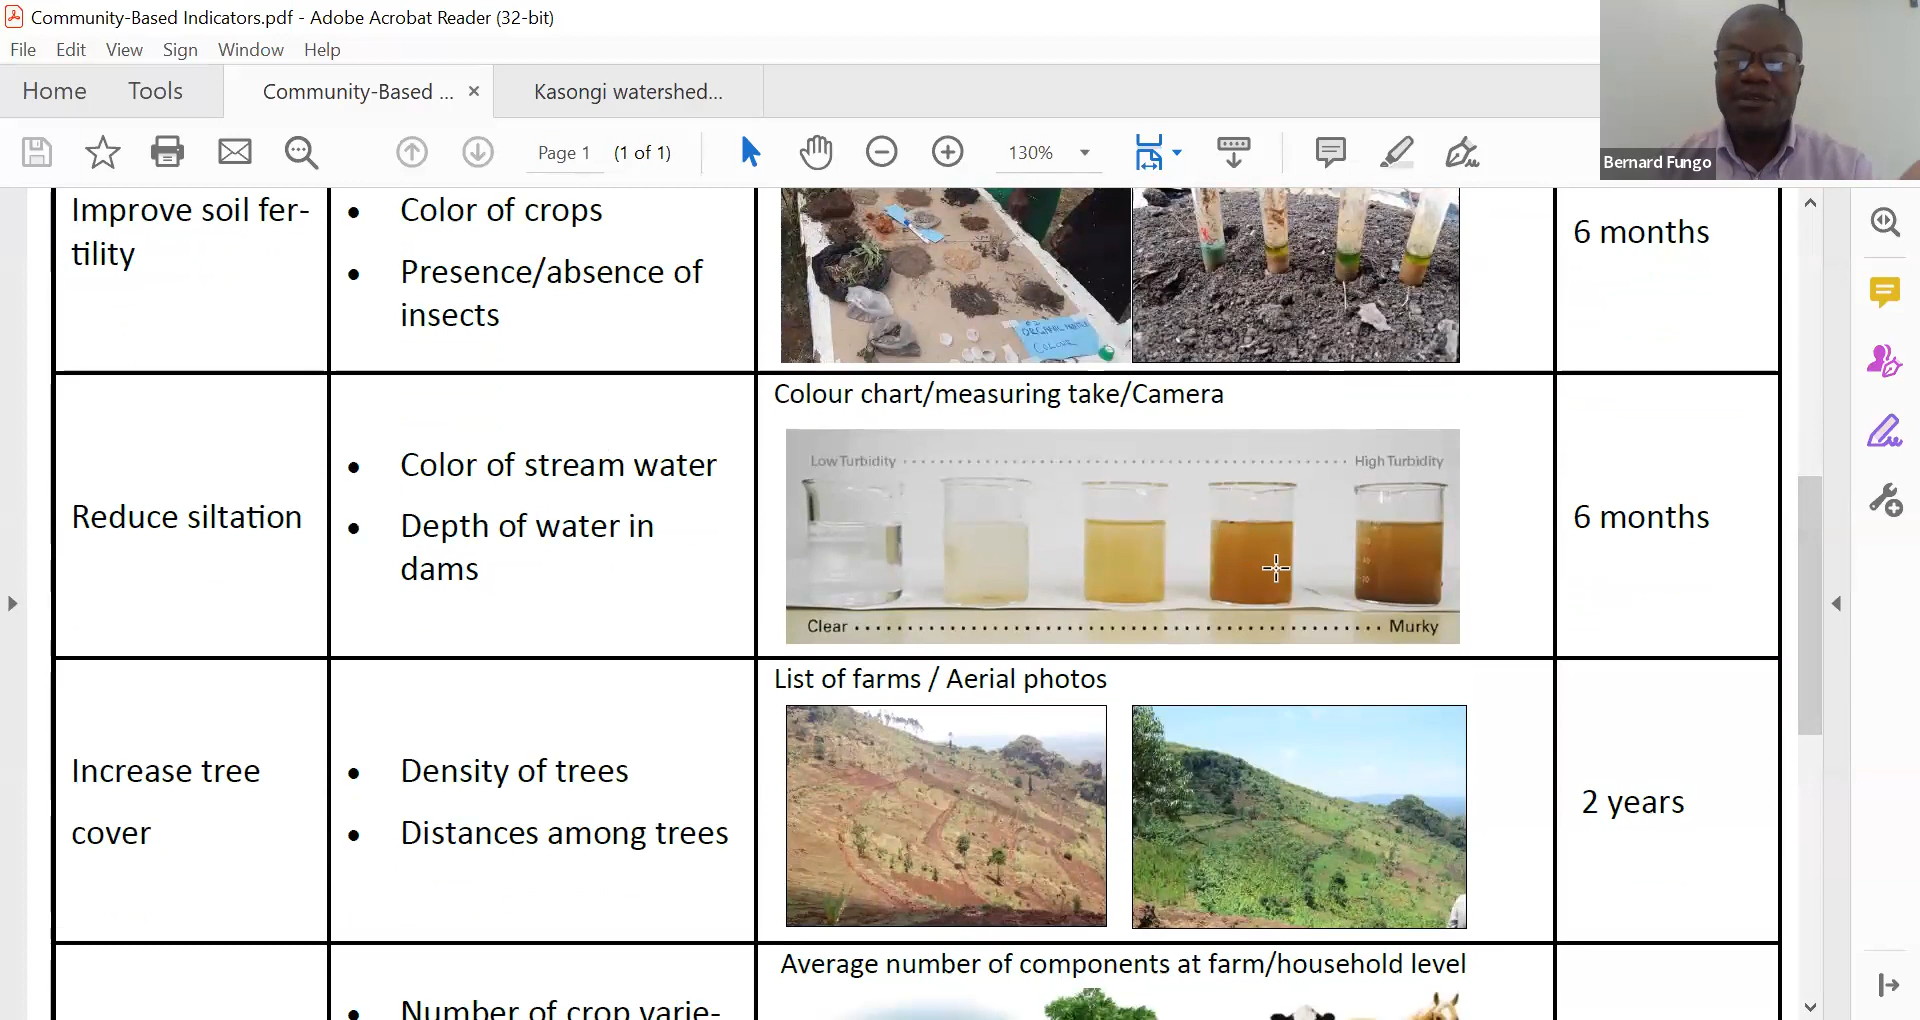 Community-Based Indicators.pdf - Adobe Acrobat Reader (32-bit)
File Edit View Sign Window Help
Home Tools Community-Based ... × Kasongi watershed...
Page 1 (1 of 1) 130%
Bernard Fungo
Improve soil fer-
tility
• Color of crops
• Presence/absence of
insects
ORGANIC MATTER
COLOUR
6 months
Reduce siltation
• Color of stream water
• Depth of water in
dams
Colour chart/measuring take/Camera
Low Turbidity High Turbidity
Clear Murky
6 months
Increase tree
cover
• Density of trees
• Distances among trees
List of farms / Aerial photos
2 years
• Number of crop varie-
Average number of components at farm/household level